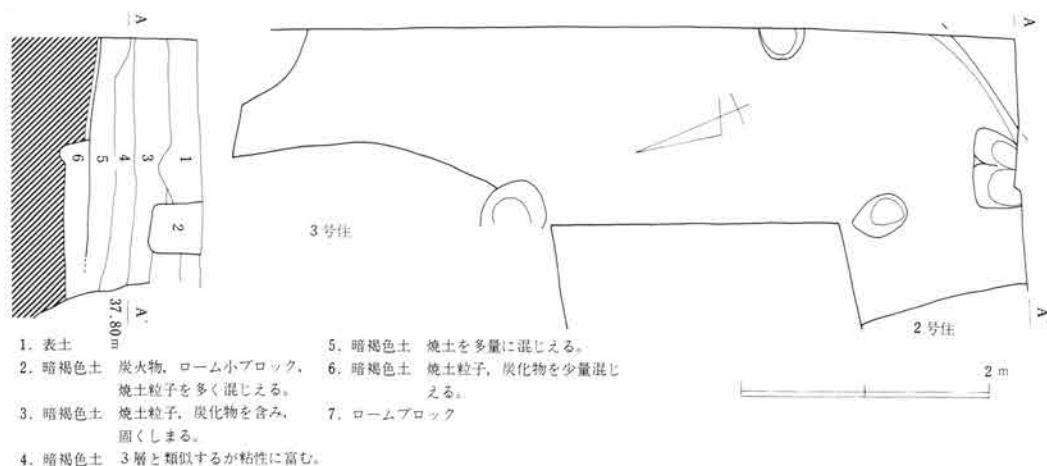 A
A
6
5
4
3
1
2
3号住
2号住
A'
37.80m
A'
2m
1. 表土
2. 暗褐色土 炭火物，ローム小ブロック，
焼土粒子を多く混じえる。
3. 暗褐色土 焼土粒子，炭化物を含み，
固くしまる。
4. 暗褐色土 3層と類似するが粘性に富む。
5. 暗褐色土 焼土を多量に混じえる。
6. 暗褐色土 焼土粒子，炭化物を少量混じ
える。
7. ロームブロック